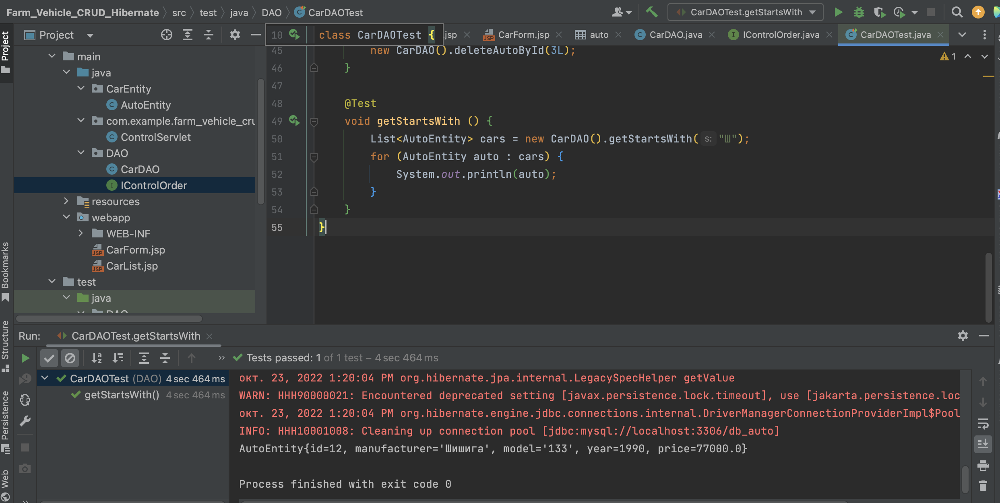 Farm_Vehicle_CRUD_Hibernate src test java DAO CarDAOTest
CarDAOTest.getStartsWith
Project
10 class CarDAOTest {
.jsp CarForm.jsp auto CarDAO.java IControlOrder.java CarDAOTest.java
Project
main
java
CarEntity
AutoEntity
com.example.farm_vehicle_cru
ControlServlet
DAO
CarDAO
IControlOrder
resources
webapp
WEB-INF
CarForm.jsp
CarList.jsp
test
java
DAO
1
45 new CarDAO().deleteAutoById(3L);
46 }
47
48 @Test
49 void getStartsWith () {
50 List<AutoEntity> cars = new CarDAO().getStartsWith( s: "Ш");
51 for (AutoEntity auto : cars) {
52 System.out.println(auto);
53 }
54 }
55 }
Bookmarks
Structure
Persistence
Web
Run: CarDAOTest.getStartsWith
Tests passed: 1 of 1 test – 4 sec 464 ms
CarDAOTest (DAO) 4 sec 464 ms
getStartsWith() 4 sec 464 ms
окт. 23, 2022 1:20:04 PM org.hibernate.jpa.internal.LegacySpecHelper getValue
WARN: HHH90000021: Encountered deprecated setting [javax.persistence.lock.timeout], use [jakarta.persistence.loc
окт. 23, 2022 1:20:04 PM org.hibernate.engine.jdbc.connections.internal.DriverManagerConnectionProviderImpl$Pool
INFO: HHH10001008: Cleaning up connection pool [jdbc:mysql://localhost:3306/db_auto]
AutoEntity{id=12, manufacturer='Шишига', model='133', year=1990, price=77000.0}
Process finished with exit code 0